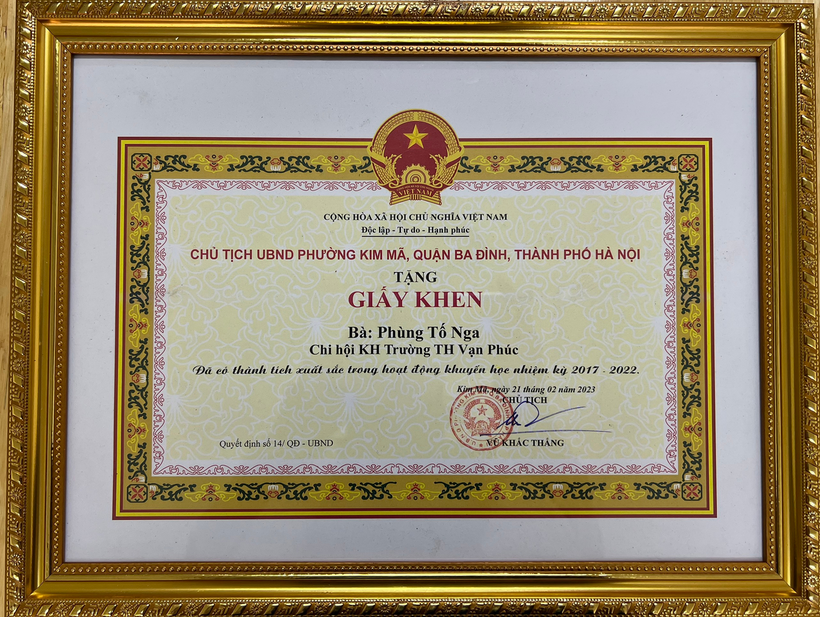 VIỆT NAM
CỘNG HÒA XÃ HỘI CHỦ NGHĨA VIỆT NAM
Độc lập - Tự do - Hạnh phúc
CHỦ TỊCH UBND PHƯỜNG KIM MÃ, QUẬN BA ĐÌNH, THÀNH PHỐ HÀ NỘI
TẶNG
GIẤY KHEN
Bà: Phùng Tố Nga
Chi hội KH Trường TH Vạn Phúc
Đã có thành tích xuất sắc trong hoạt động khuyến học nhiệm kỳ 2017 - 2022.
Kim Mã, ngày 21 tháng 02 năm 2023
CHỦ TỊCH
Quyết định số 14/ QĐ - UBND
VŨ KHẮC THẮNG